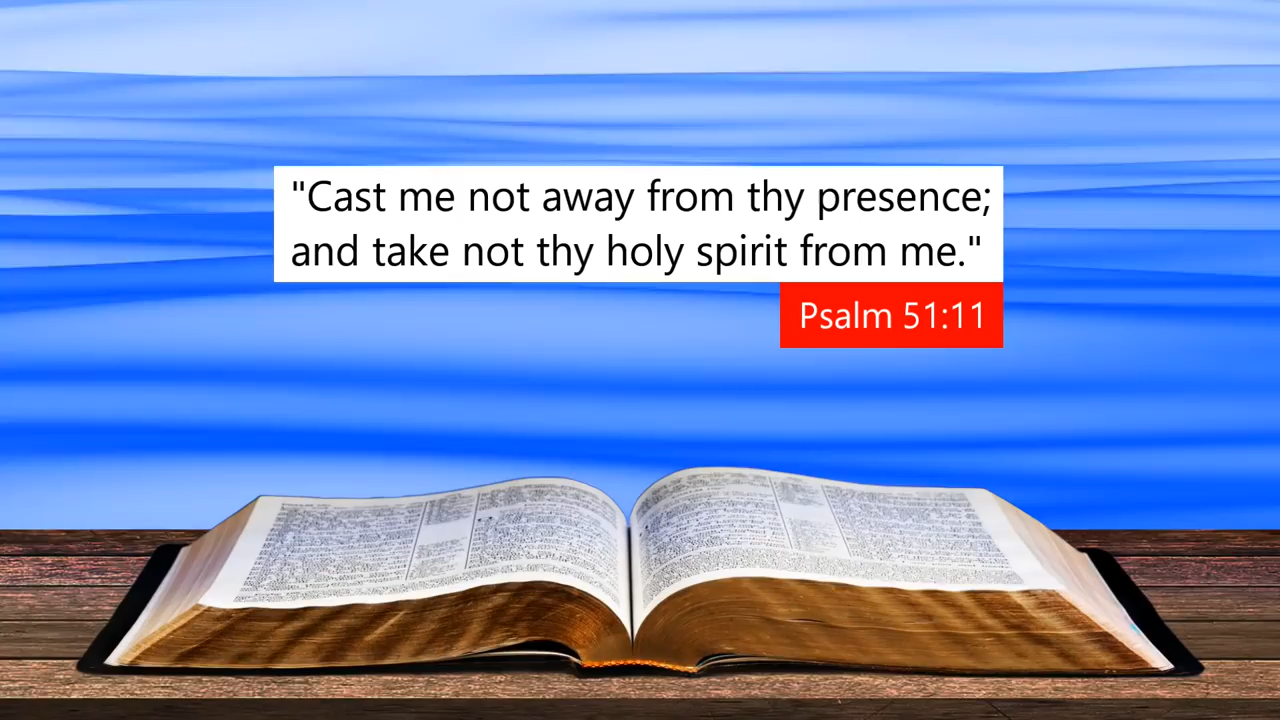 "Cast me not away from thy presence;
and take not thy holy spirit from me."
Psalm 51:11